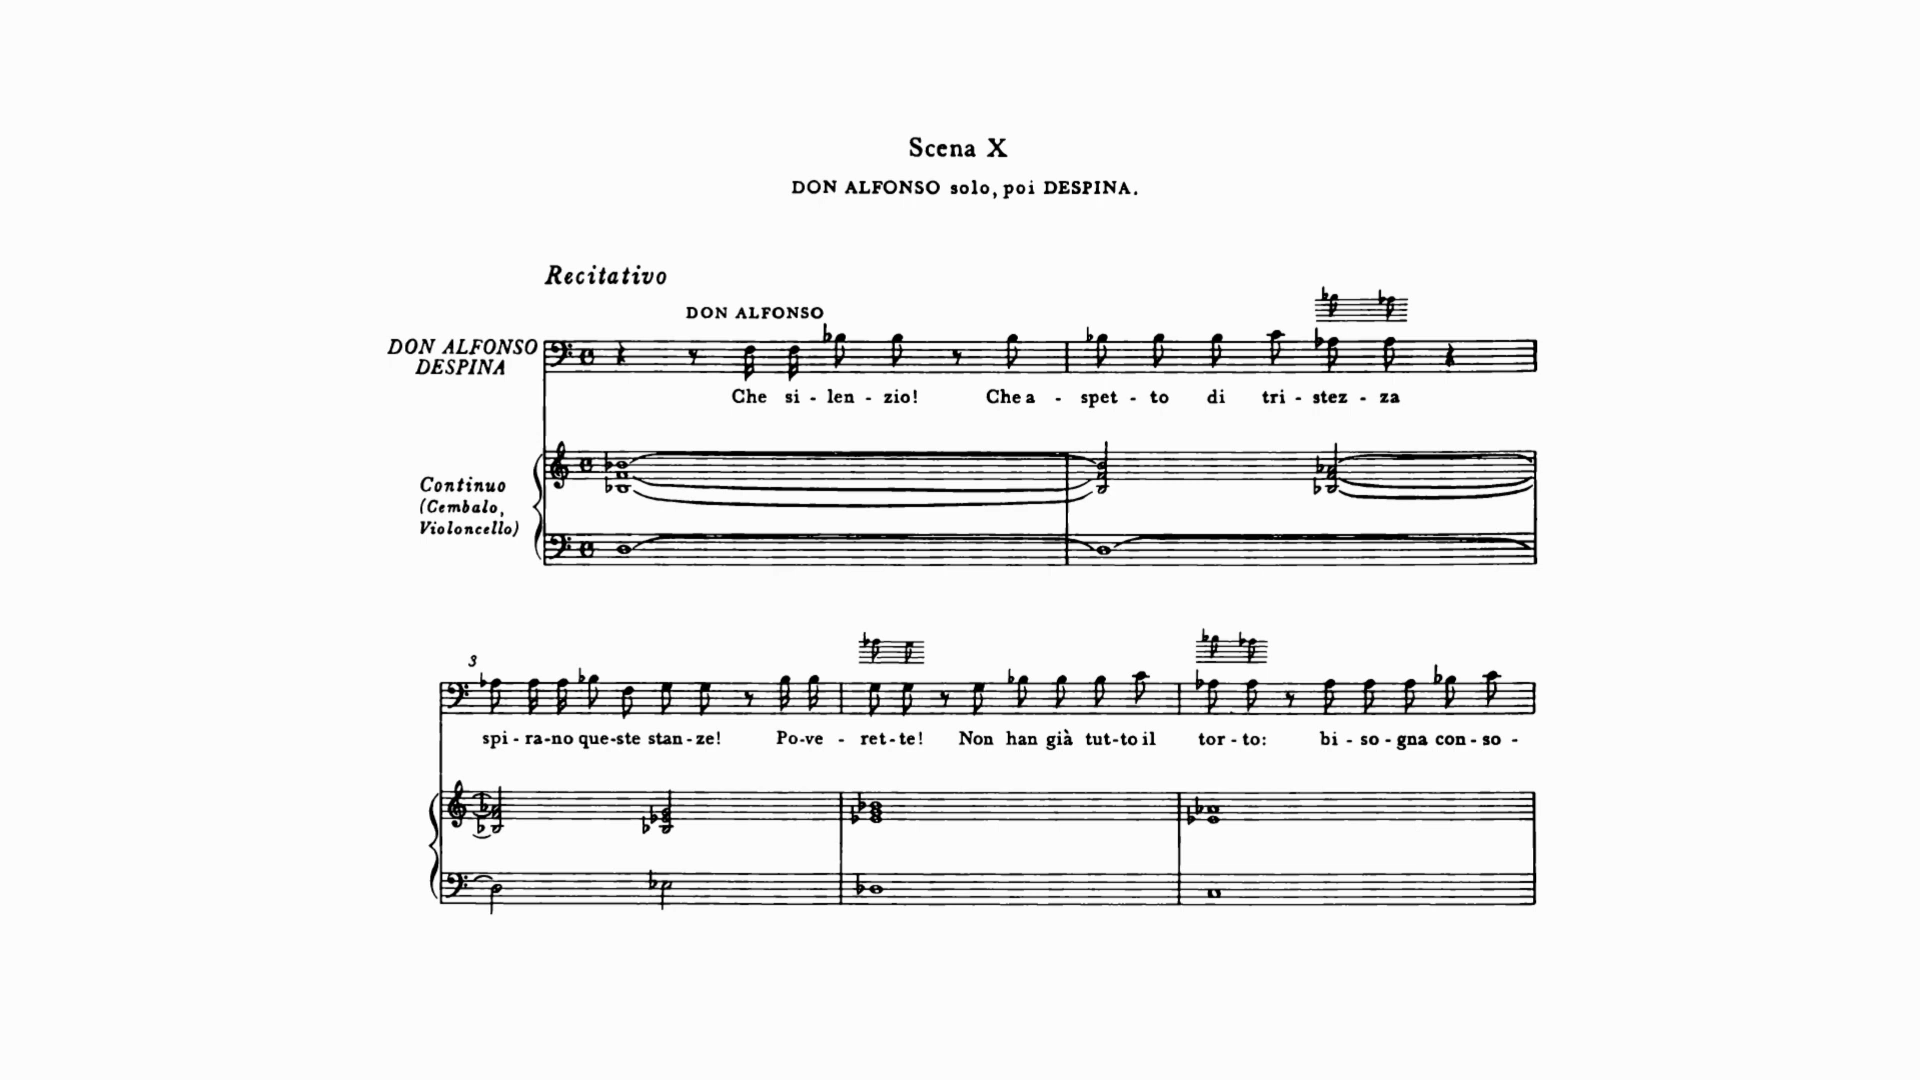 Scena X
DON ALFONSO solo, poi DESPINA.
Recitativo
DON ALFONSO
DON ALFONSO
DESPINA
Che si - len - zio! Che a - spet - to di tri - stez - za
Continuo
(Cembalo,
Violoncello)
3
spi - ra-no que-ste stan-ze! Po-ve - ret-te! Non han già tut-to il tor-to: bi - so - gna con-so -